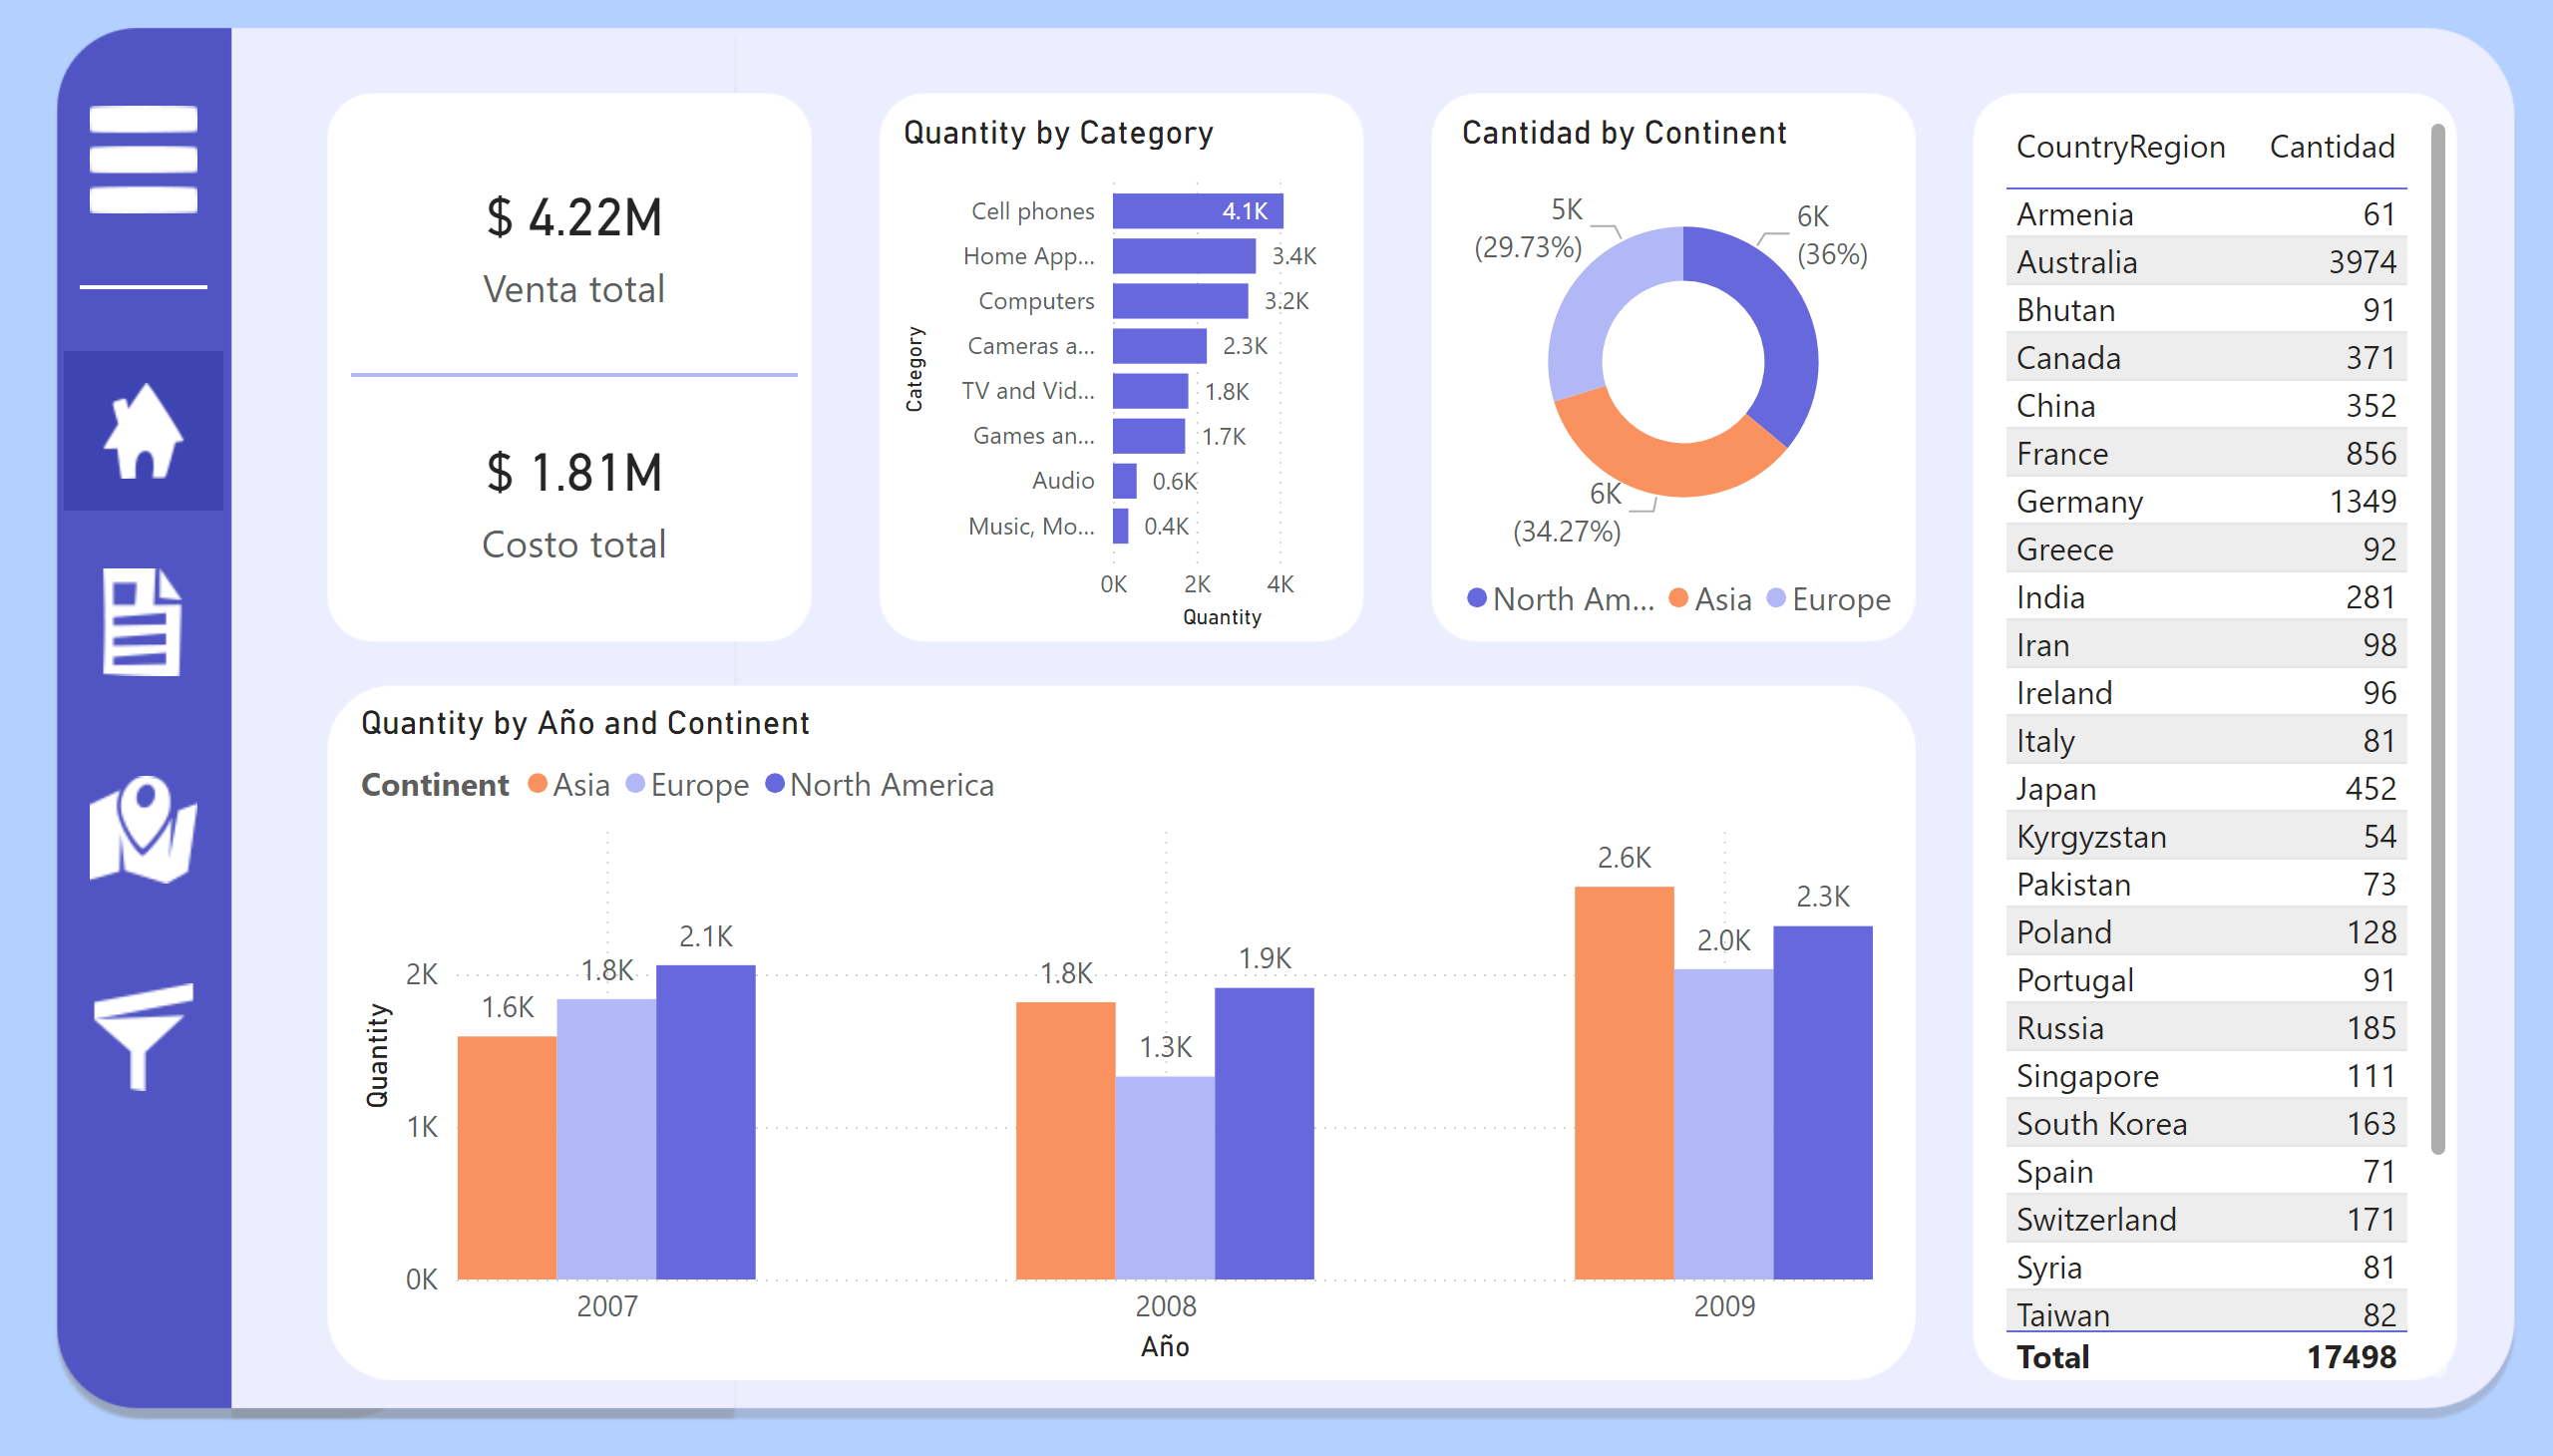 $ 4.22M
Venta total
$ 1.81M
Costo total
Quantity by Category
Category
Cell phones 4.1K
Home App... 3.4K
Computers 3.2K
Cameras a... 2.3K
TV and Vid... 1.8K
Games an... 1.7K
Audio 0.6K
Music, Mo... 0.4K
0K 2K 4K
Quantity
Cantidad by Continent
5K
(29.73%)
6K
(36%)
6K
(34.27%)
North Am... Asia Europe
CountryRegion Cantidad
Armenia 61
Australia 3974
Bhutan 91
Canada 371
China 352
France 856
Germany 1349
Greece 92
India 281
Iran 98
Ireland 96
Italy 81
Japan 452
Kyrgyzstan 54
Pakistan 73
Poland 128
Portugal 91
Russia 185
Singapore 111
South Korea 163
Spain 71
Switzerland 171
Syria 81
Taiwan 82
Total 17498
Quantity by Año and Continent
Continent Asia Europe North America
Quantity
2K
1K
0K
1.6K 1.8K 2.1K
1.8K 1.3K 1.9K
2.6K 2.0K 2.3K
2007 2008 2009
Año